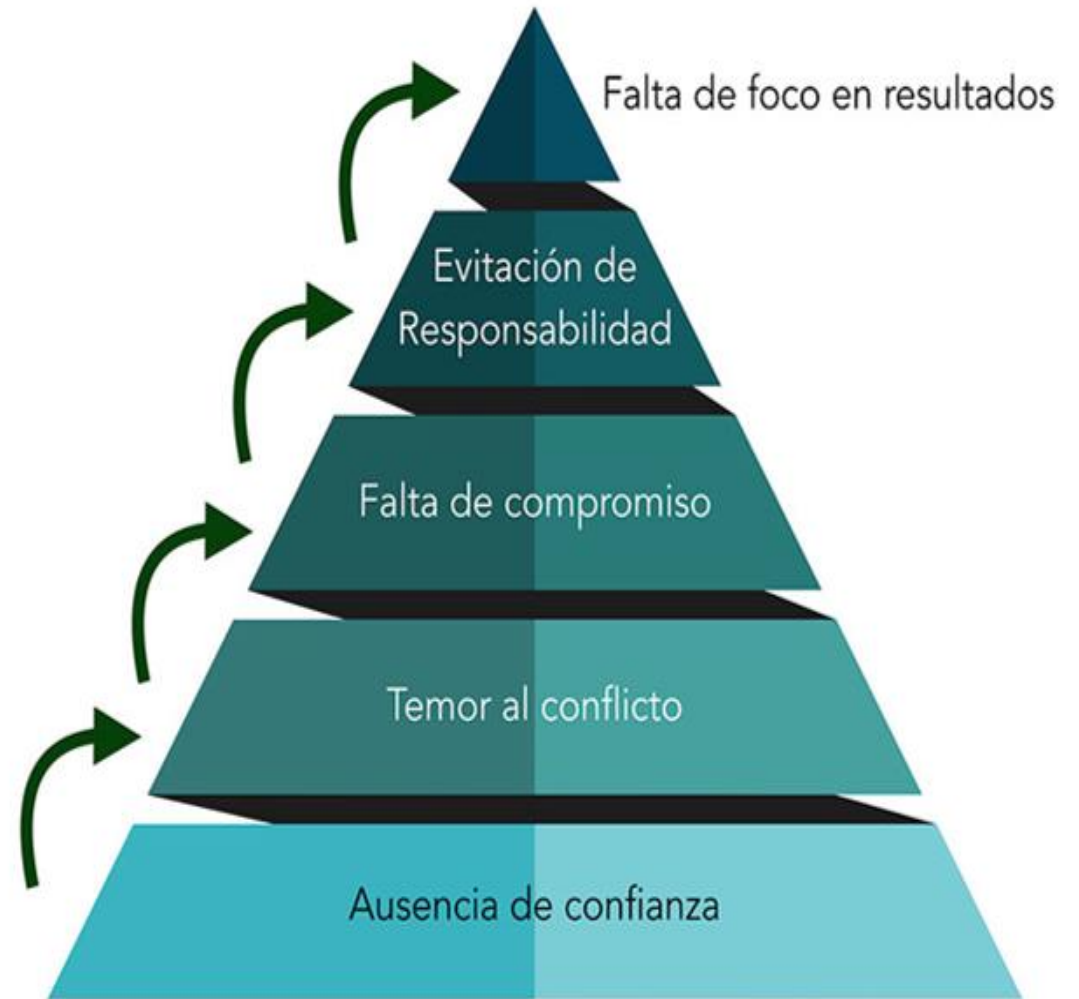 Falta de foco en resultados
Evitación de
Responsabilidad
Falta de compromiso
Temor al conflicto
Ausencia de confianza